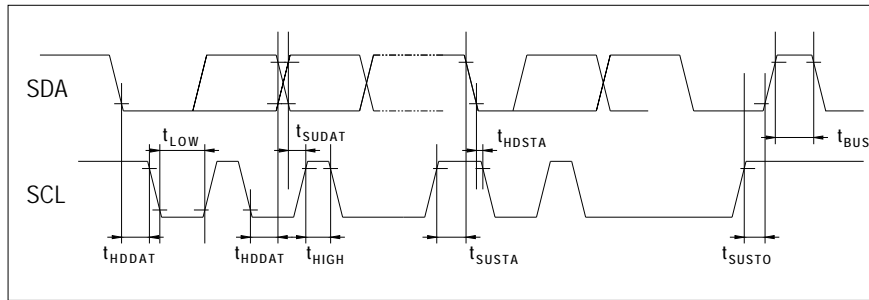 SDA
tLOW
tSUDAT
tHDSTA
tBUS
SCL
tHDDAT
tHDDAT
tHIGH
tSUSTA
tSUSTO